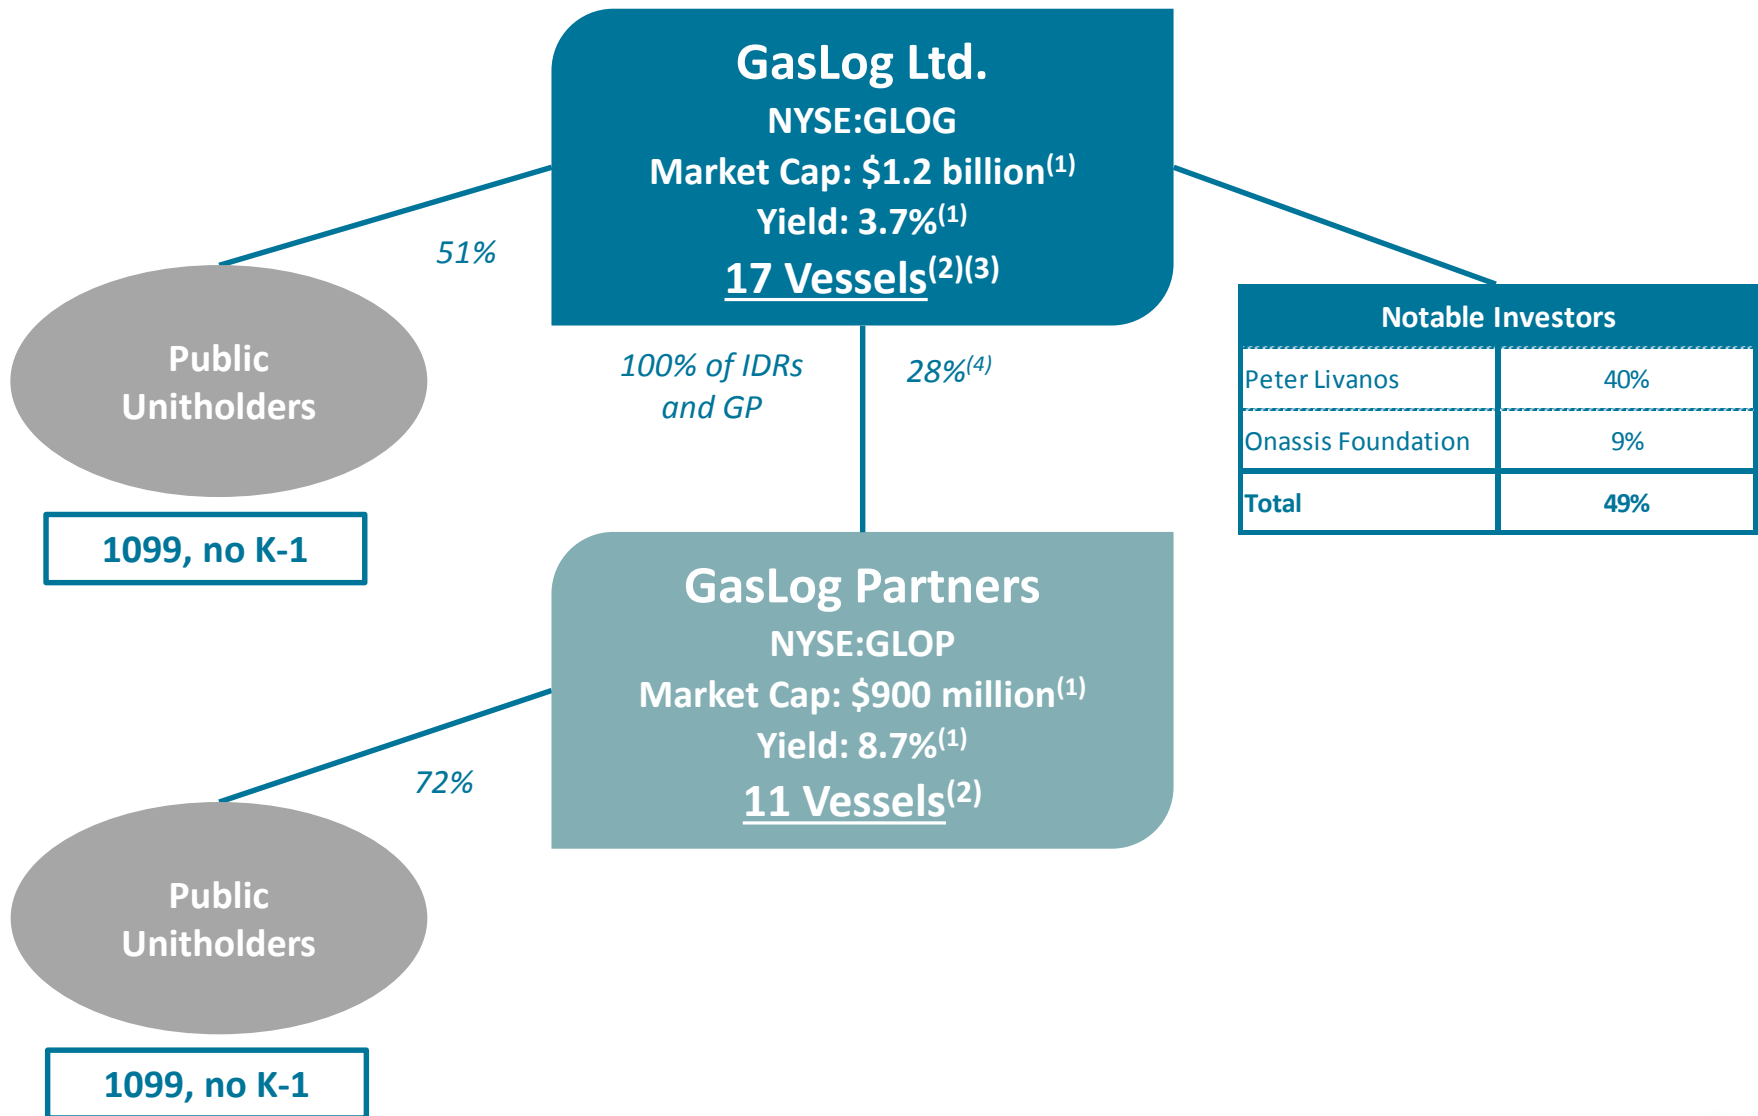 GasLog Ltd.
NYSE:GLOG
Market Cap: $1.2 billion(1)
Yield: 3.7%(1)
17 Vessels(2)(3)
51%
Public
Unitholders
1099, no K-1
100% of IDRs
and GP
28%(4)
Notable Investors
Peter Livanos 40%
Onassis Foundation 9%
Total 49%
GasLog Partners
NYSE:GLOP
Market Cap: $900 million(1)
Yield: 8.7%(1)
11 Vessels(2)
72%
Public
Unitholders
1099, no K-1